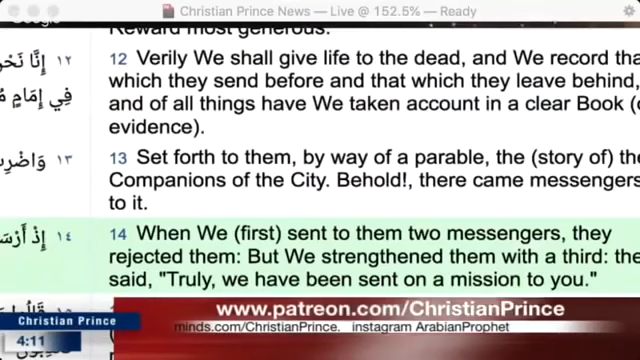 Christian Prince News — Live @ 152.5% — Ready
Reward most generous.
إِنَّا نَحْنُ ١٢
12 Verily We shall give life to the dead, and We record that
which they send before and that which they leave behind,
فِي إِمَامٍ
and of all things have We taken account in a clear Book (
evidence).
وَاضْرِبْ ١٣
13 Set forth to them, by way of a parable, the (story of) the
Companions of the City. Behold!, there came messengers
to it.
إِذْ ١٤
14 When We (first) sent to them two messengers, they
rejected them: But We strengthened them with a third: they
said, "Truly, we have been sent on a mission to you."
www.patreon.com/ChristianPrince
Christian Prince
minds.com/ChristianPrince. instagram ArabianProphet
4:11